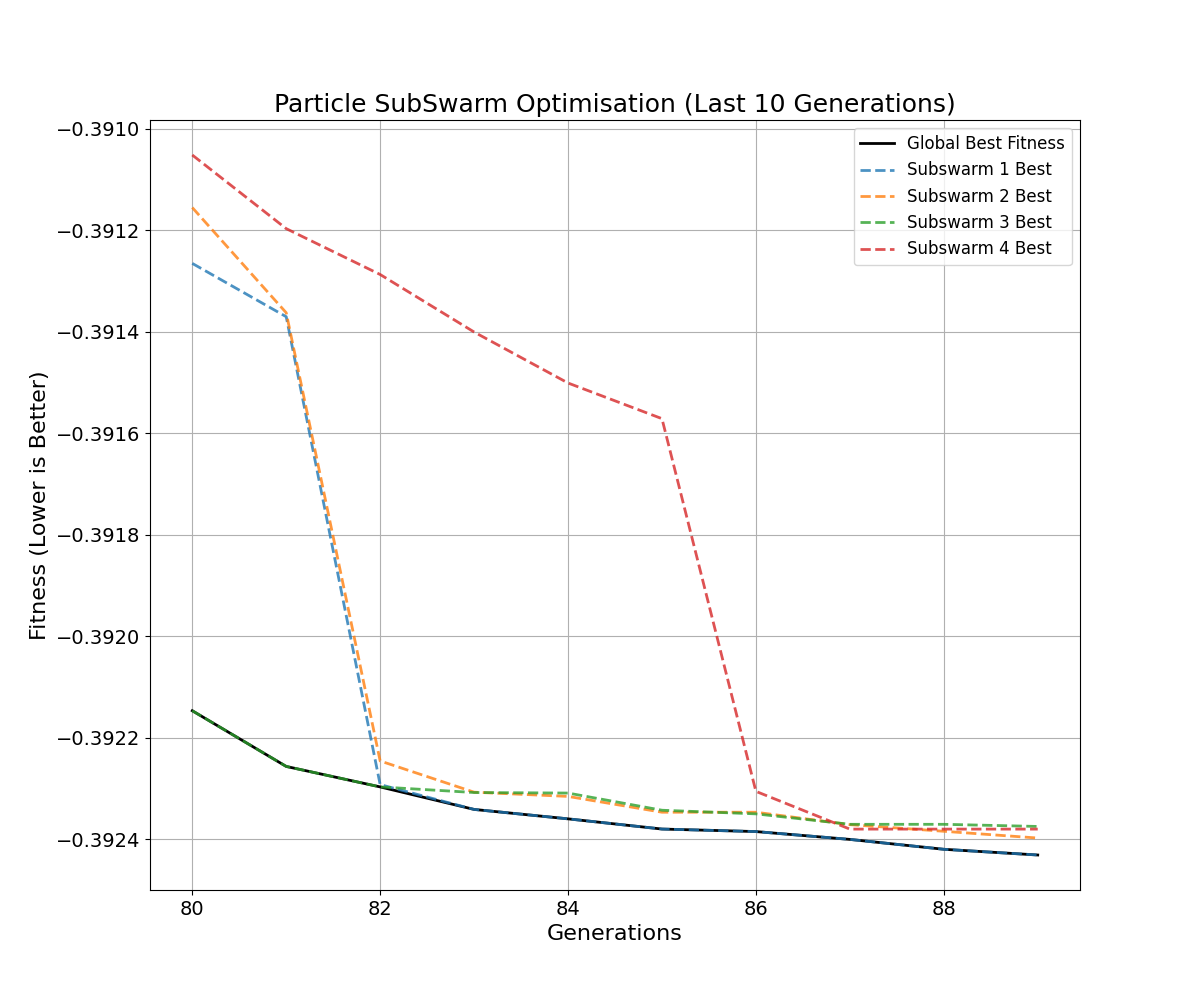 Particle SubSwarm Optimisation (Last 10 Generations)
Global Best Fitness
Subswarm 1 Best
Subswarm 2 Best
Subswarm 3 Best
Subswarm 4 Best
Fitness (Lower is Better)
−0.3910
−0.3912
−0.3914
−0.3916
−0.3918
−0.3920
−0.3922
−0.3924
80 82 84 86 88
Generations